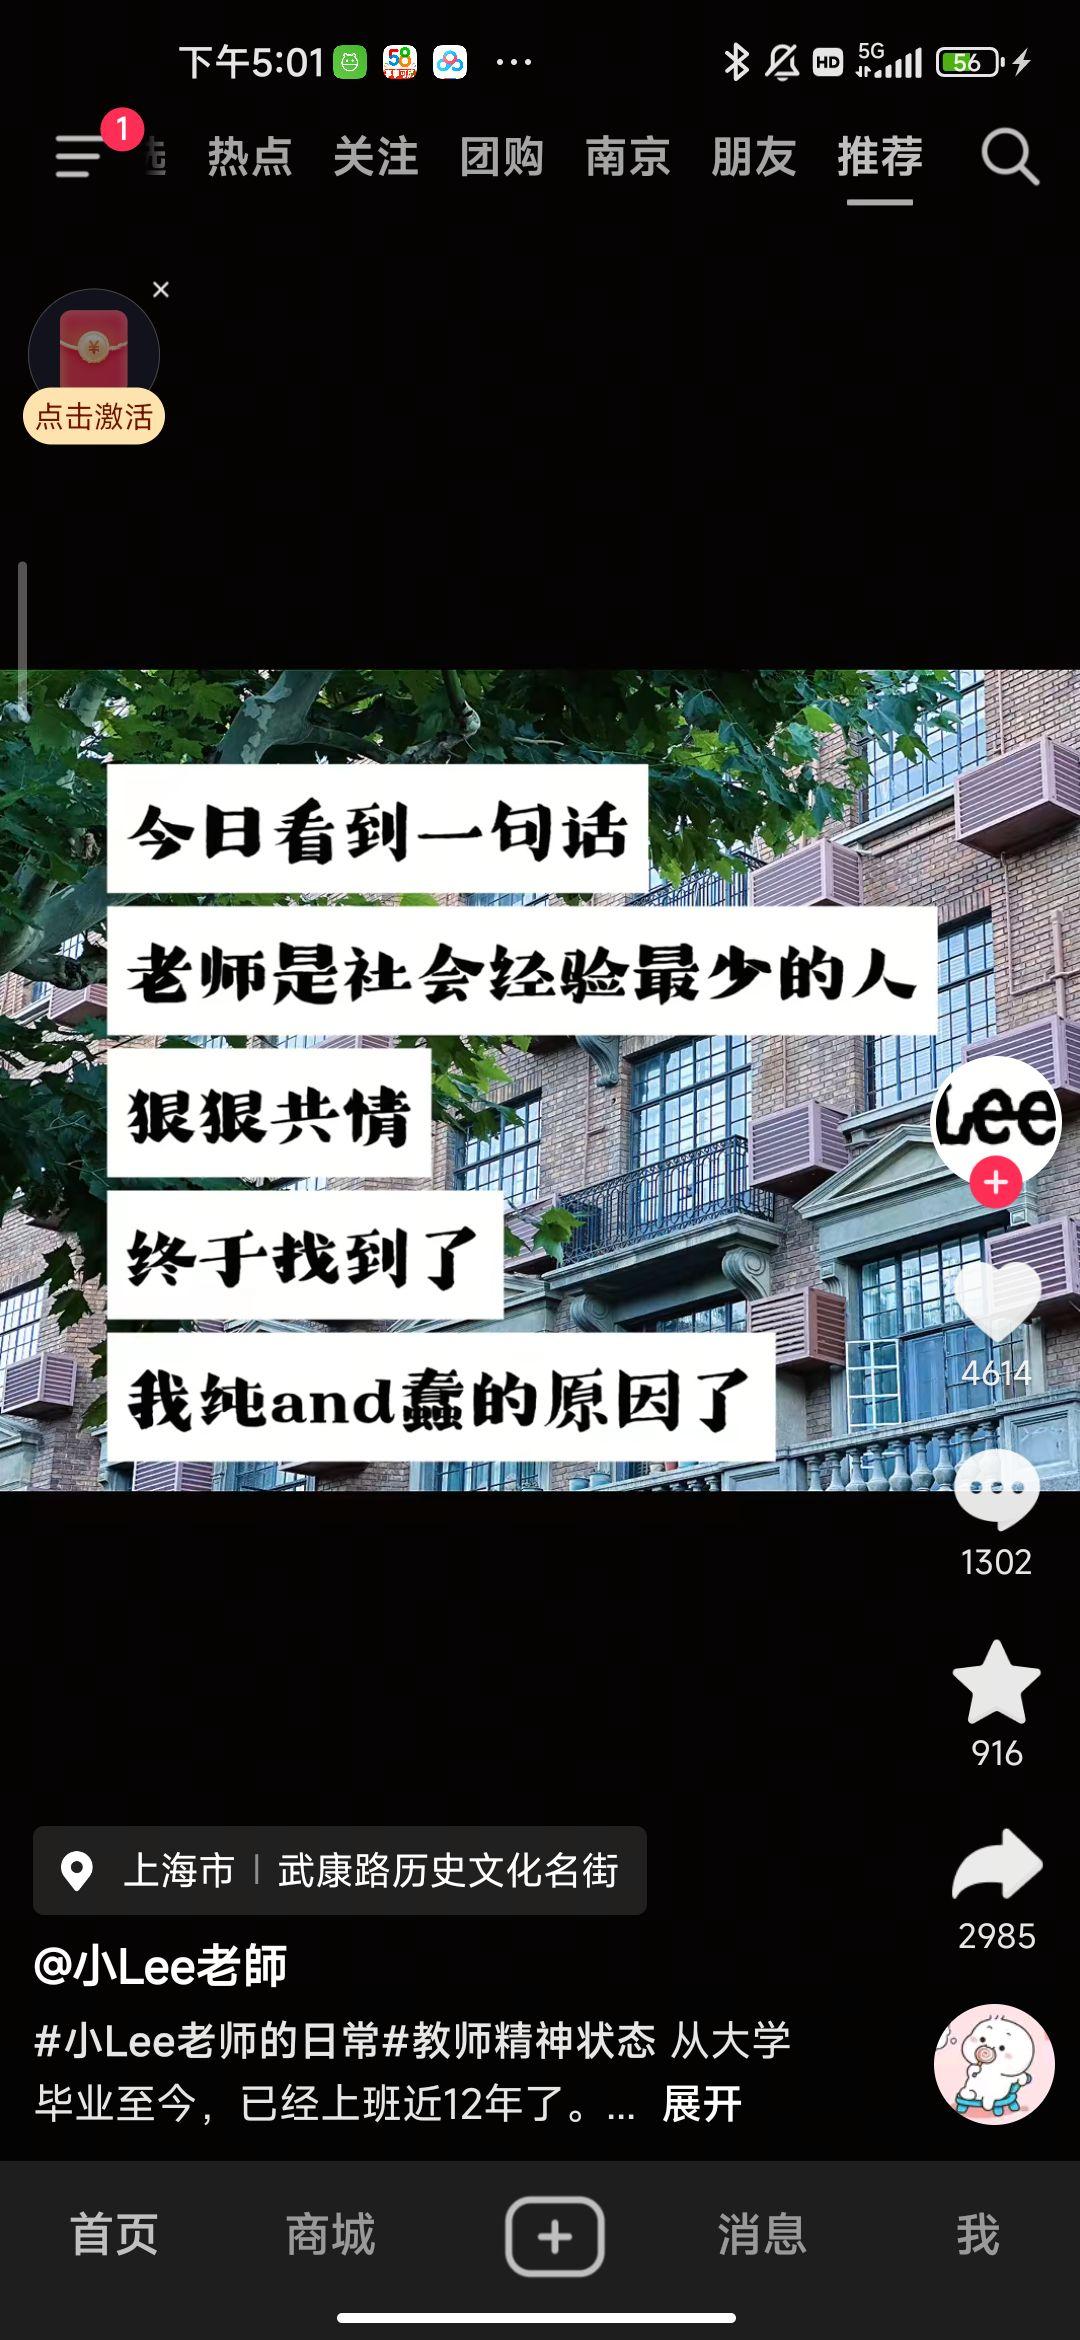 下午5:01
HD 5G 56
1
选 热点 关注 团购 南京 朋友 推荐
点击激活
今日看到一句话
老师是社会经验最少的人
狠狠共情
终于找到了
我纯and蠢的原因了
Lee
4614
1302
916
2985
上海市 | 武康路历史文化名街
@小Lee老師
#小Lee老师的日常#教师精神状态 从大学
毕业至今，已经上班近12年了。... 展开
首页 商城 消息 我